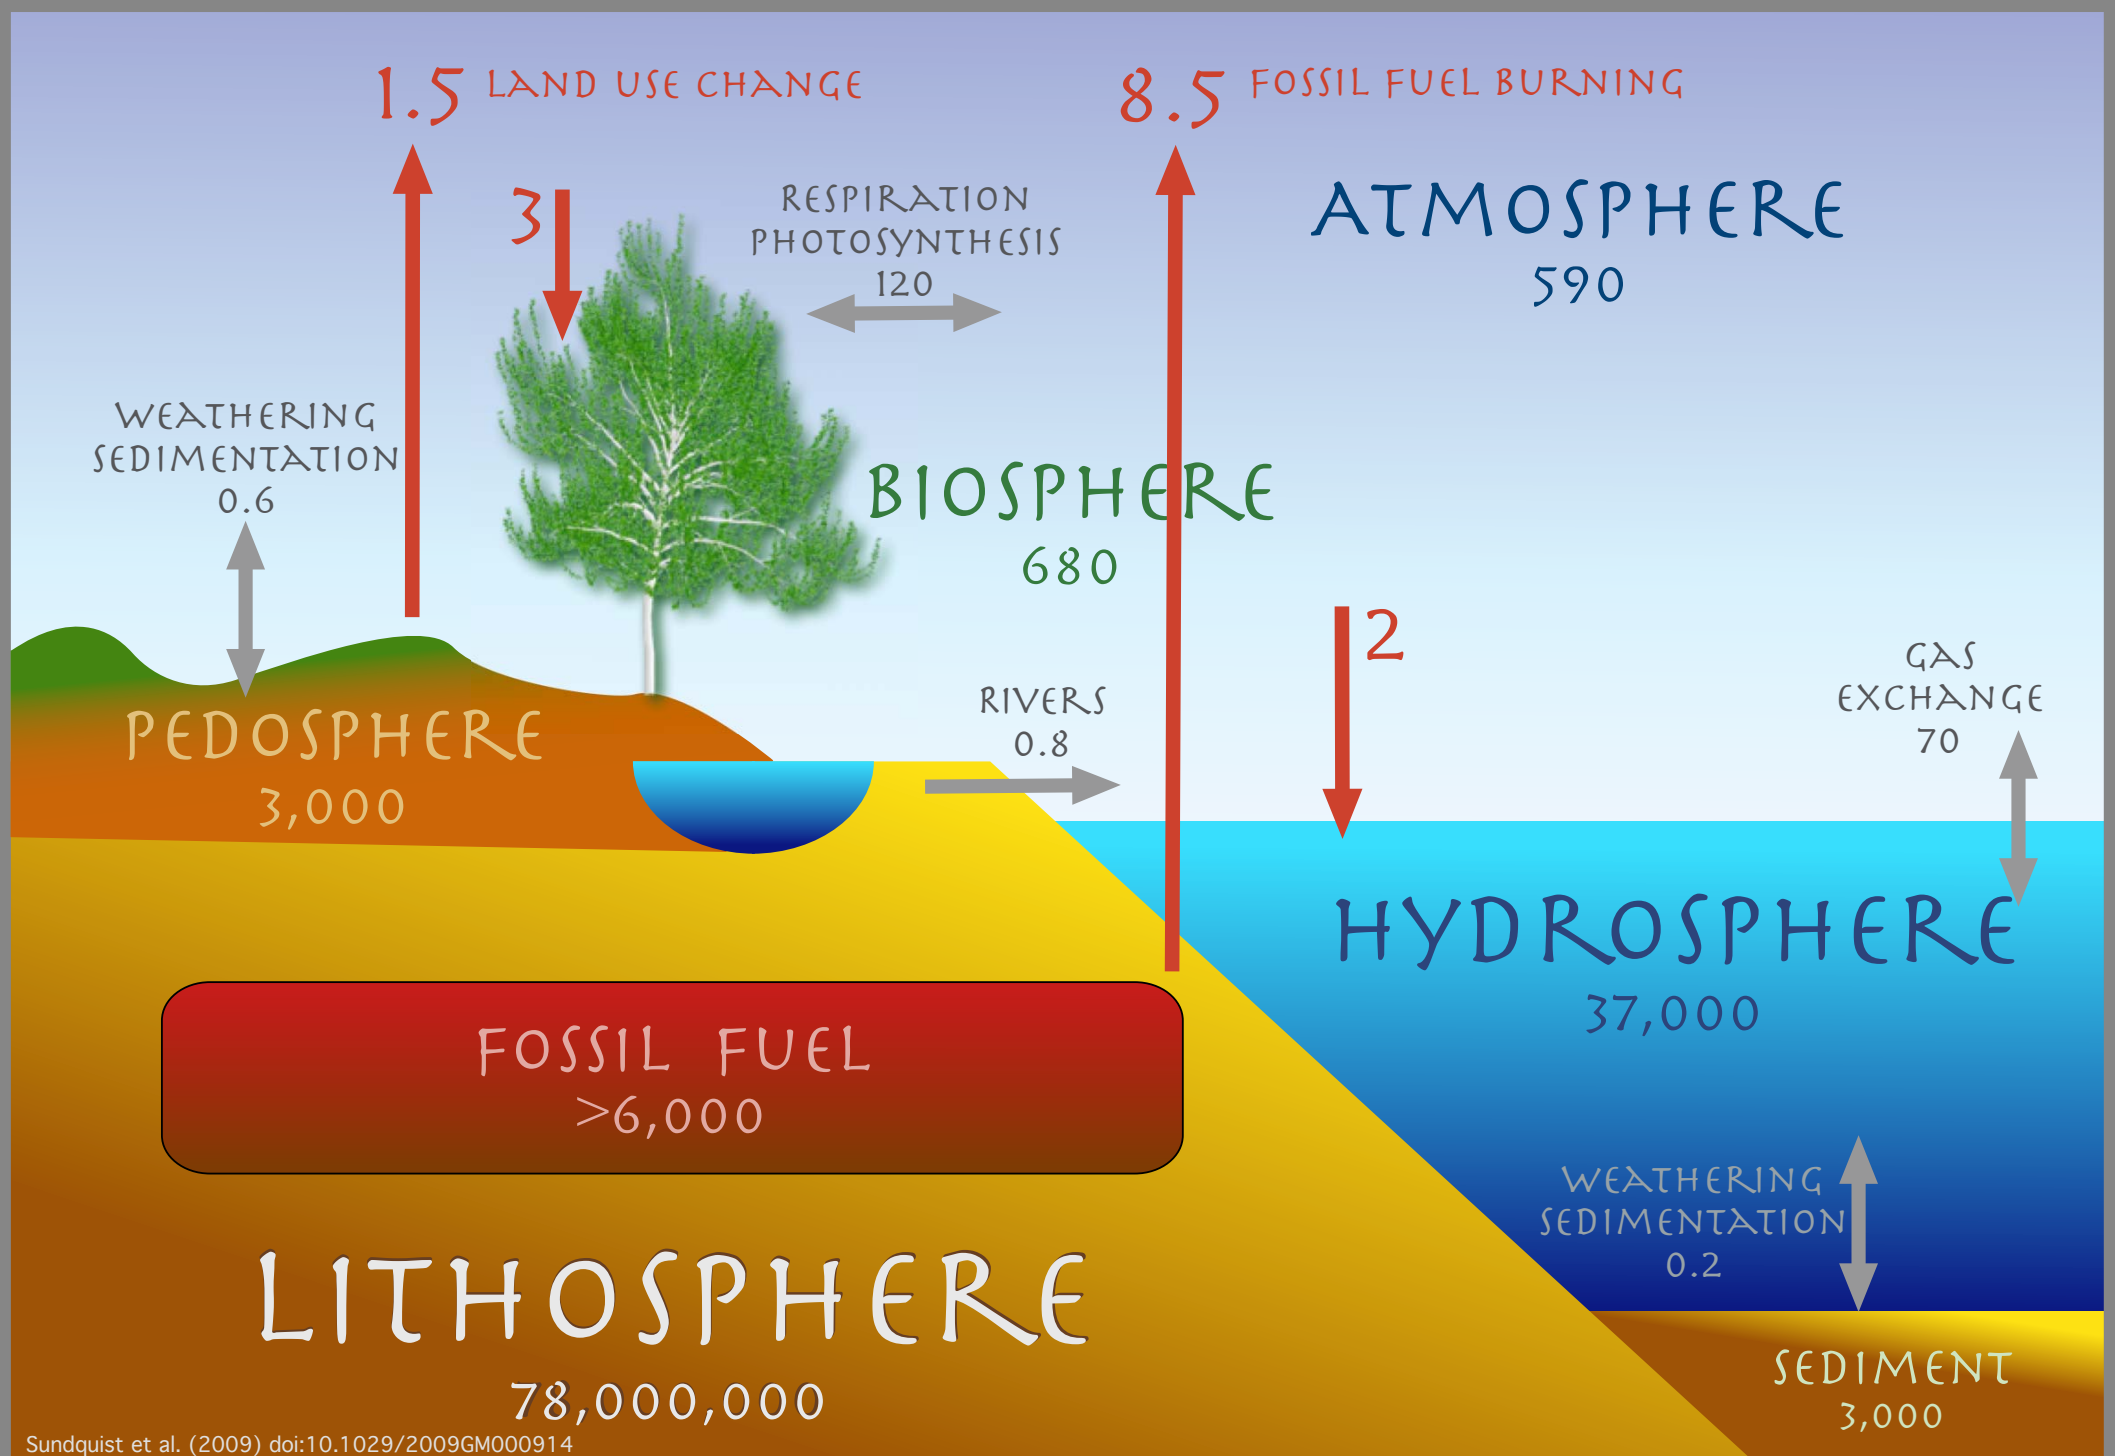 1.5 LAND USE CHANGE
8.5 FOSSIL FUEL BURNING
3
RESPIRATION
PHOTOSYNTHESIS
120
ATMOSPHERE
590
WEATHERING
SEDIMENTATION
0.6
BIOSPHERE
680
2
GAS
EXCHANGE
70
RIVERS
0.8
PEDOSPHERE
3,000
HYDROSPHERE
37,000
FOSSIL FUEL
>6,000
WEATHERING
SEDIMENTATION
0.2
LITHOSPHERE
78,000,000
SEDIMENT
3,000
Sundquist et al. (2009) doi:10.1029/2009GM000914